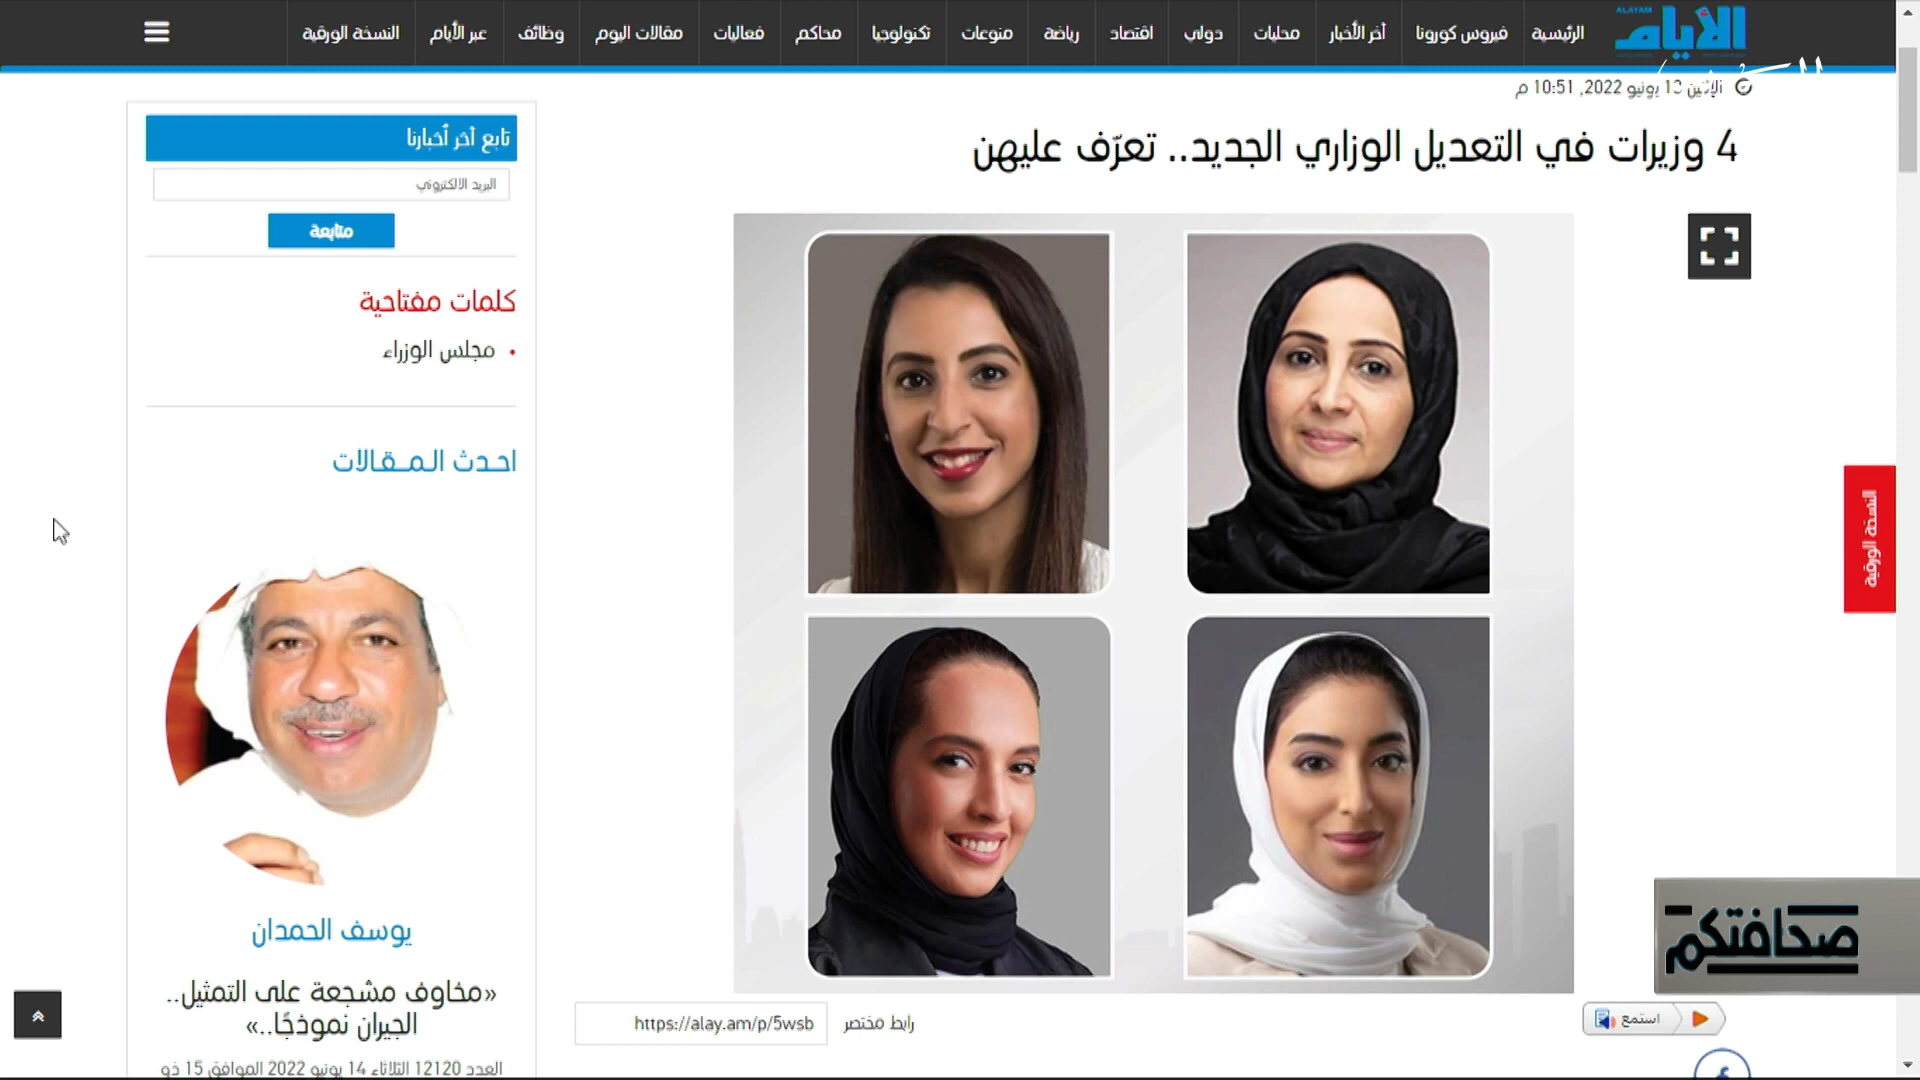 الأيام
ALAYAM
الرئيسية
فيروس كورونا
آخر الأخبار
محليات
دولي
اقتصاد
رياضة
منوعات
تكنولوجيا
محاكم
فعاليات
مقالات اليوم
وظائف
عبر الأيام
النسخة الورقية
يونيو 2022, 10:51 م
4 وزيرات في التعديل الوزاري الجديد.. تعرّف عليهن
النسخة الورقية
صحافتكم
استمع
رابط مختصر
https://alay.am/p/5wsb
تابع آخر أخبارنا
البريد الالكتروني
متابعة
كلمات مفتاحية
مجلس الوزراء
احدث المقالات
يوسف الحمدان
«مخاوف مشجعة على التمثيل..
الجيران نموذجًا..»
العدد 12120 الثلاثاء 14 يونيو 2022 الموافق 15 ذو